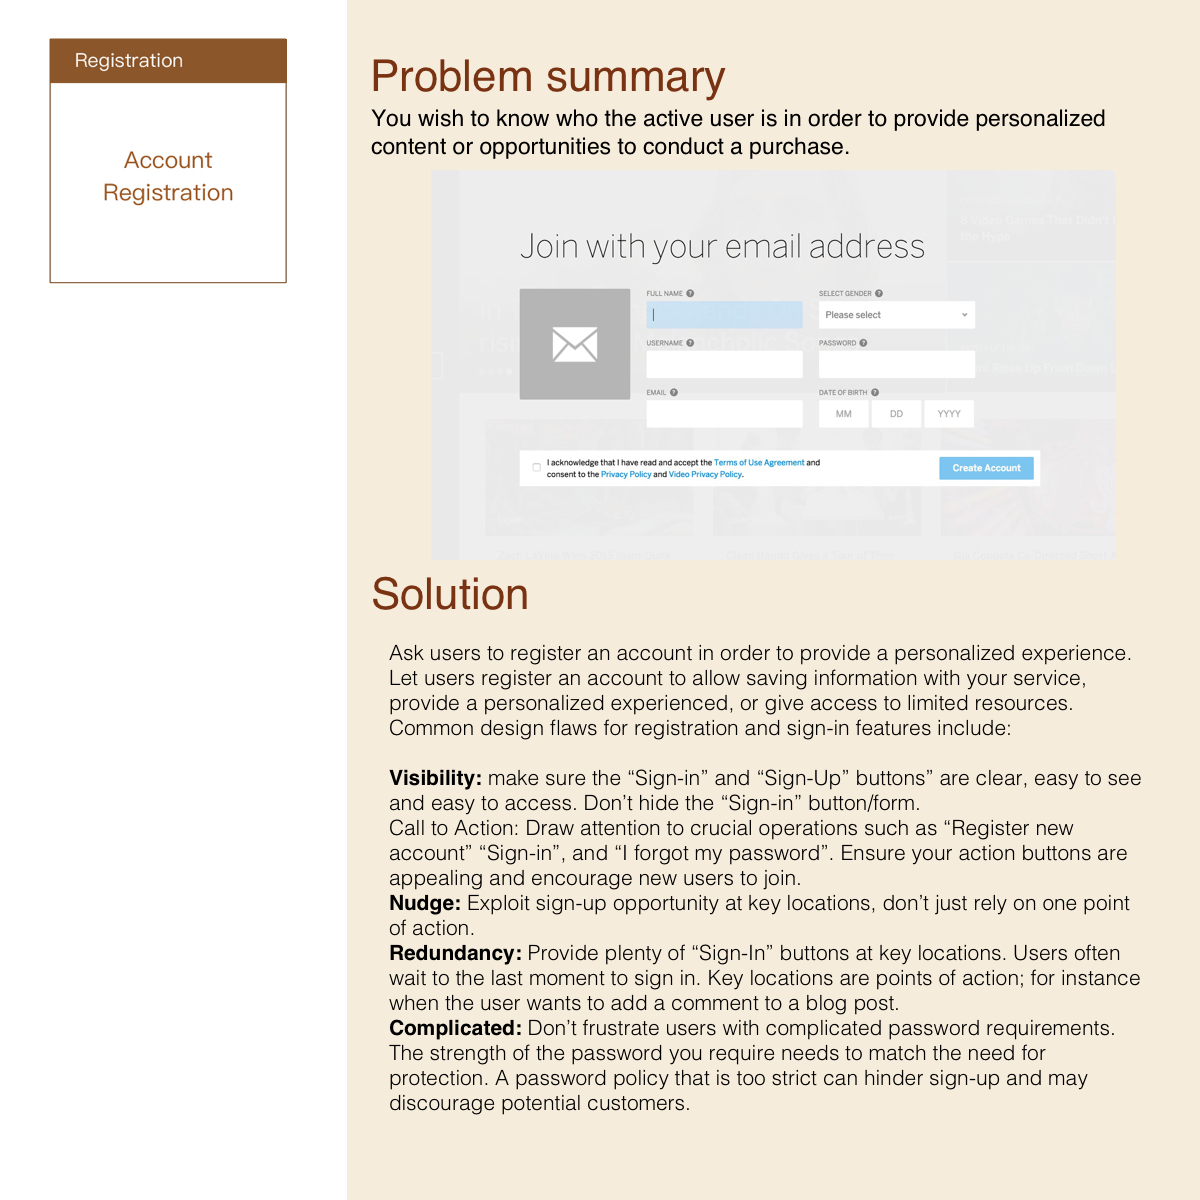 Registration
Account
Registration
Problem summary
You wish to know who the active user is in order to provide personalized
content or opportunities to conduct a purchase.
Join with your email address
FULL NAME ?
SELECT GENDER ?
Please select
USERNAME ?
PASSWORD ?
EMAIL ?
DATE OF BIRTH ?
MM
DD
YYYY
I acknowledge that I have read and accept the Terms of Use Agreement and
consent to the Privacy Policy and Video Privacy Policy.
Create Account
Solution
Ask users to register an account in order to provide a personalized experience.
Let users register an account to allow saving information with your service,
provide a personalized experienced, or give access to limited resources.
Common design flaws for registration and sign-in features include:
Visibility: make sure the “Sign-in” and “Sign-Up” buttons” are clear, easy to see
and easy to access. Don’t hide the “Sign-in” button/form.
Call to Action: Draw attention to crucial operations such as “Register new
account” “Sign-in”, and “I forgot my password”. Ensure your action buttons are
appealing and encourage new users to join.
Nudge: Exploit sign-up opportunity at key locations, don’t just rely on one point
of action.
Redundancy: Provide plenty of “Sign-In” buttons at key locations. Users often
wait to the last moment to sign in. Key locations are points of action; for instance
when the user wants to add a comment to a blog post.
Complicated: Don’t frustrate users with complicated password requirements.
The strength of the password you require needs to match the need for
protection. A password policy that is too strict can hinder sign-up and may
discourage potential customers.